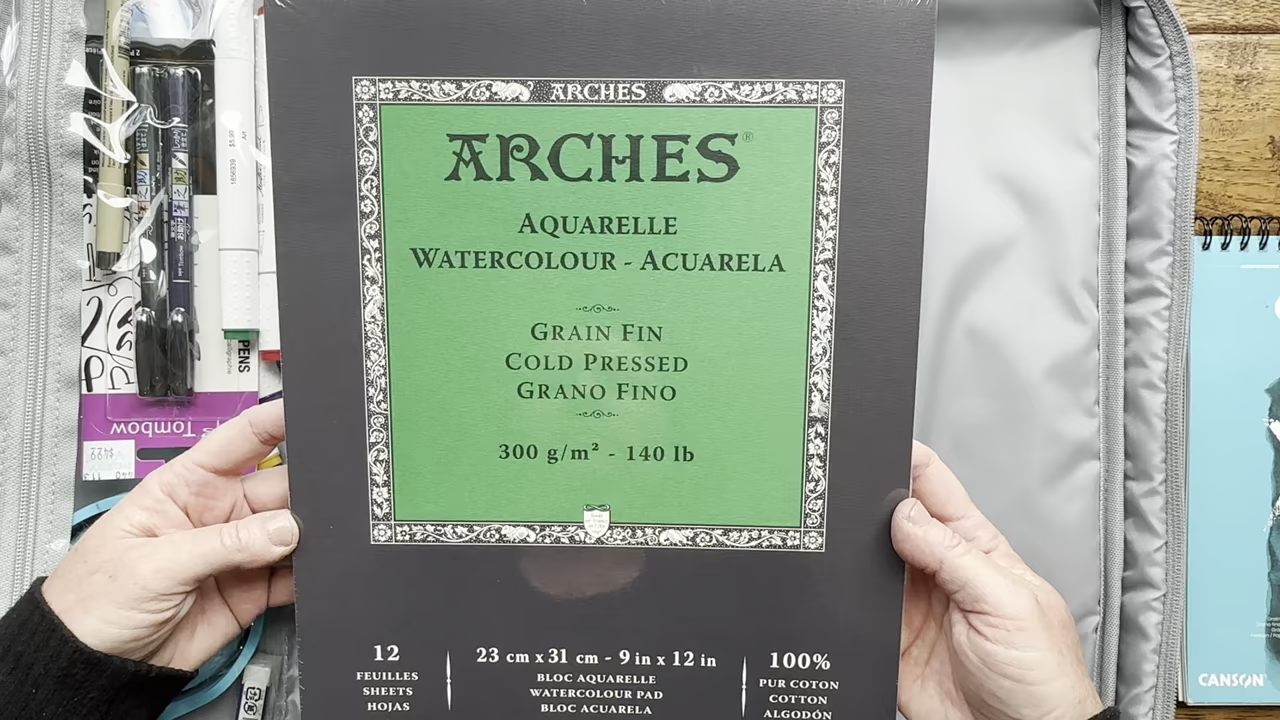 ARCHES
ARCHES®
AQUARELLE
WATERCOLOUR - ACUARELA
GRAIN FIN
COLD PRESSED
GRANO FINO
300 g/m² - 140 lb
12
FEUILLES
SHEETS
HOJAS
23 cm x 31 cm - 9 in x 12 in
BLOC AQUARELLE
WATERCOLOUR PAD
BLOC ACUARELA
100%
PUR COTON
COTTON
ALGODÓN
PENS
Tombow
CANSON